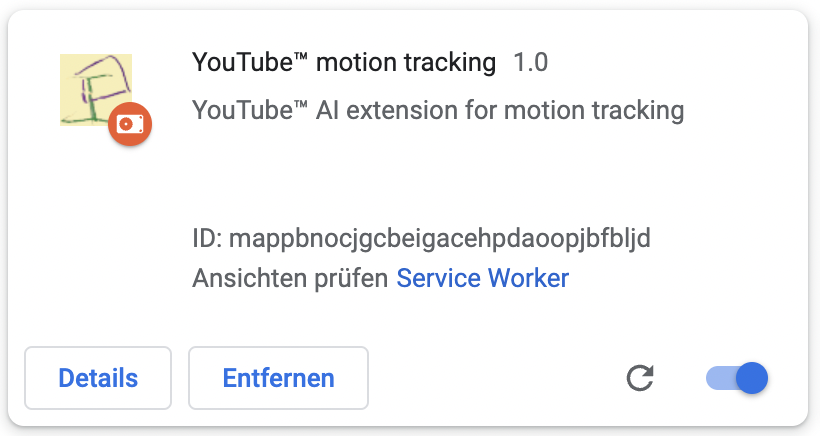 YouTube™ motion tracking 1.0
YouTube™ AI extension for motion tracking
ID: mappbnocjgcbeigacehpdaoopjbfbljd
Ansichten prüfen Service Worker
Details Entfernen